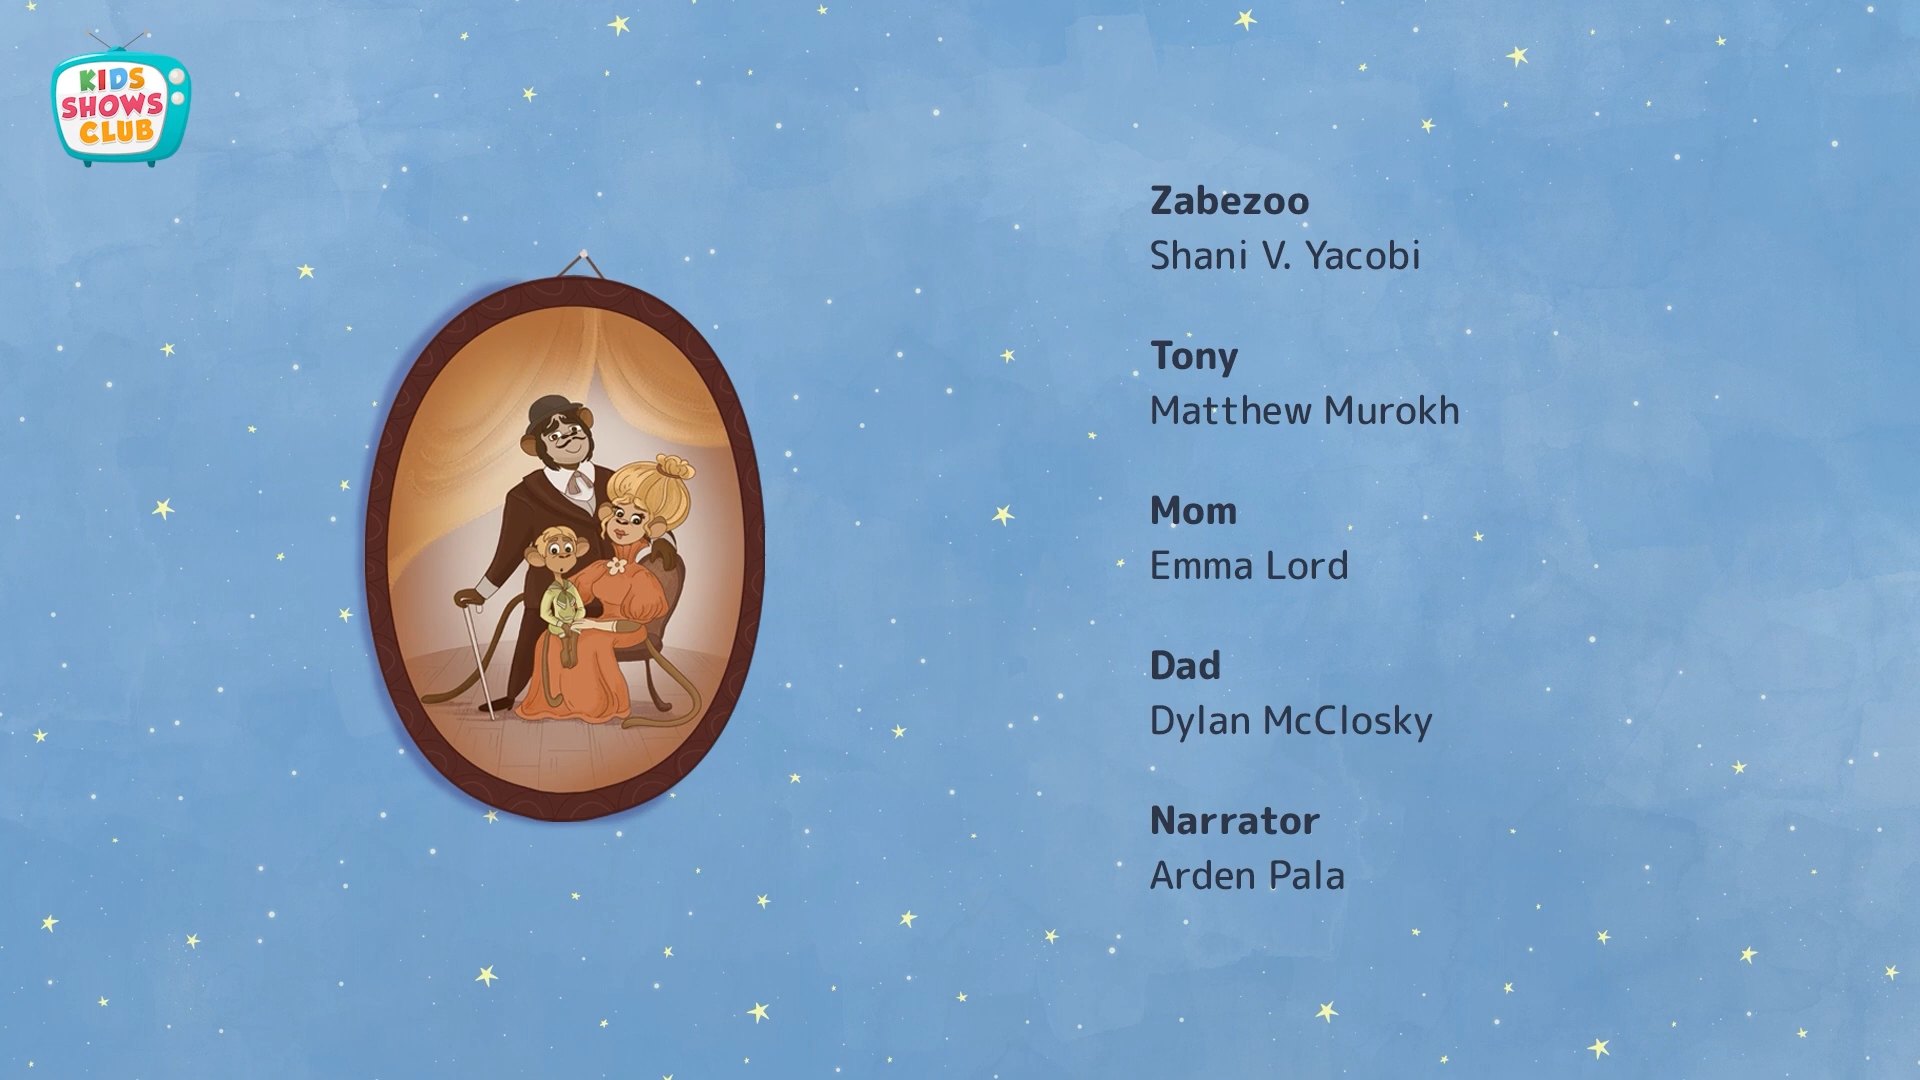 KIDS
SHOWS
CLUB
Zabezoo
Shani V. Yacobi
Tony
Matthew Murokh
Mom
Emma Lord
Dad
Dylan McClosky
Narrator
Arden Pala